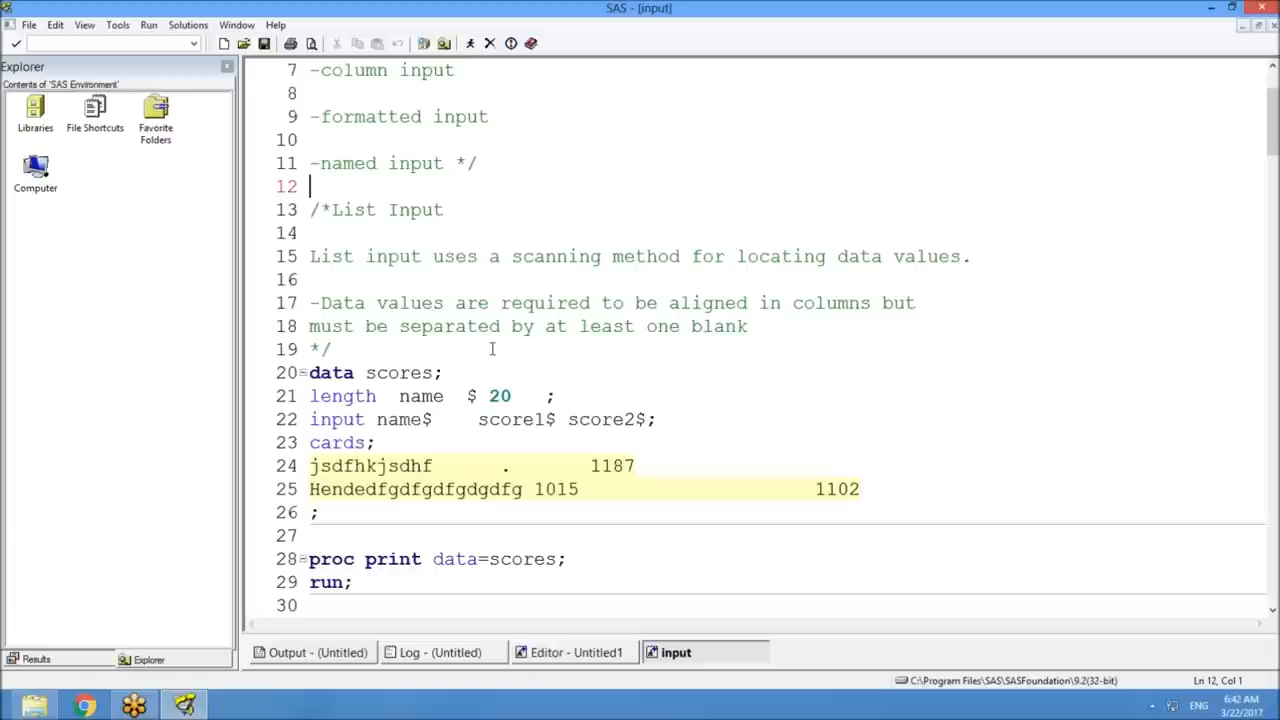 SAS - [input]
File Edit View Tools Run Solutions Window Help
Explorer
Contents of 'SAS Environment'
Libraries File Shortcuts Favorite Folders
Computer
7 -column input
8
9 -formatted input
10
11 -named input */
12
13 /*List Input
14
15 List input uses a scanning method for locating data values.
16
17 -Data values are required to be aligned in columns but
18 must be separated by at least one blank
19 */
20 data scores;
21 length name $ 20 ;
22 input name$ score1$ score2$;
23 cards;
24 jsdfhkjsdhf . 1187
25 Hendedfgdfgdfgdgdfg 1015 1102
26 ;
27
28 proc print data=scores;
29 run;
30
Results Explorer
Output - (Untitled) Log - (Untitled) Editor - Untitled1 input
C:\Program Files\SAS\SASFoundation\9.2(32-bit) Ln 12, Col 1
ENG 6:42 AM
3/22/2017